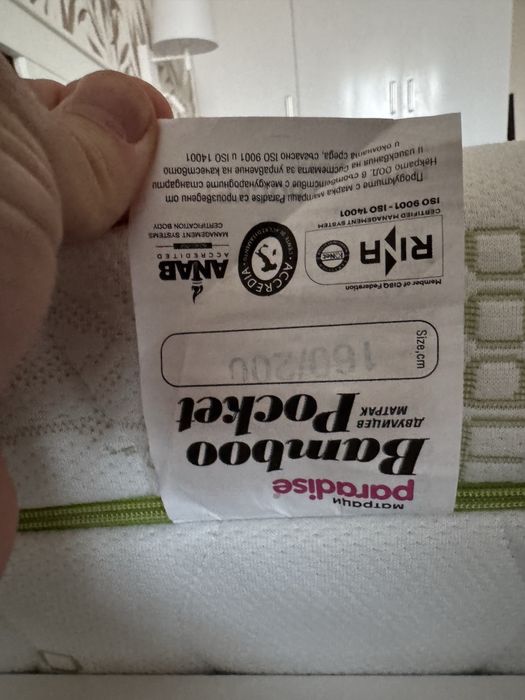 матраци
paradise
Bamboo
ДВУЛИЦЕВ
МАТРАК
Pocket
Size,cm
160/200
Member of CISQ Federation
RINA
CERTIFIED MANAGEMENT SYSTEM
ISO 9001 - ISO 14001
ACCREDIA
ANAB
ACCREDITED
MANAGEMENT SYSTEMS
CERTIFICATION BODY
Продуктите с марка матраци Paradise са произведени от
Некратно ООД, в съответствие с международните стандарти
и изисквания на Системата за управление на качеството
и околната среда, съгласно ISO 9001 и ISO 14001